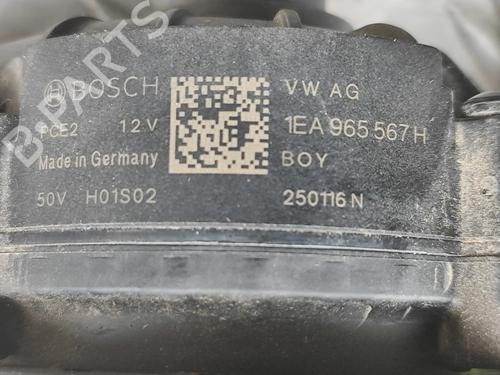 BOSCH
PCE2 12V
Made in Germany
50V H01S02
VW AG
1EA 965 567 H
BOY
250116 N
B-PARTS